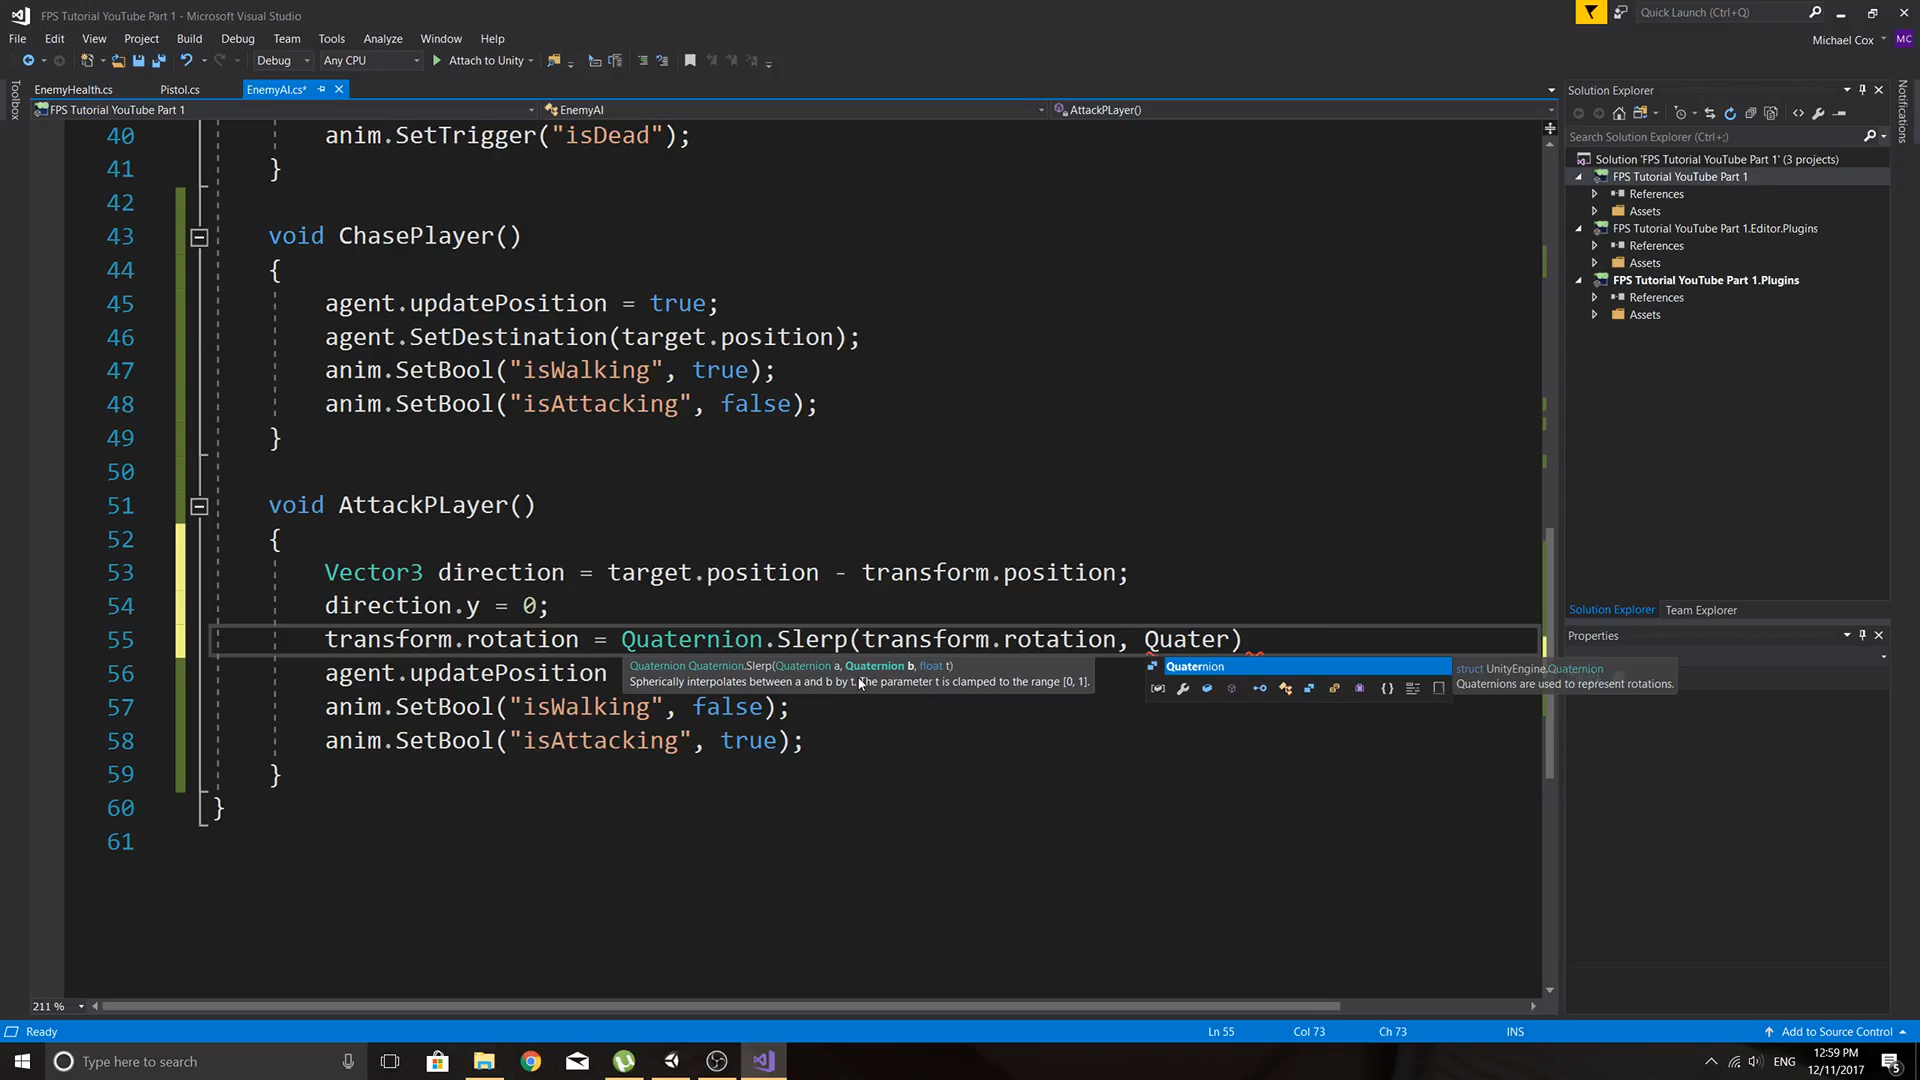 FPS Tutorial YouTube Part 1 - Microsoft Visual Studio
Quick Launch (Ctrl+Q)
File Edit View Project Build Debug Team Tools Analyze Window Help
Michael Cox MC
Debug Any CPU Attach to Unity
Toolbox
EnemyHealth.cs Pistol.cs EnemyAI.cs*
FPS Tutorial YouTube Part 1 EnemyAI AttackPLayer()
40 anim.SetTrigger("isDead");
41 }
42
43 void ChasePlayer()
44 {
45 agent.updatePosition = true;
46 agent.SetDestination(target.position);
47 anim.SetBool("isWalking", true);
48 anim.SetBool("isAttacking", false);
49 }
50
51 void AttackPLayer()
52 {
53 Vector3 direction = target.position - transform.position;
54 direction.y = 0;
55 transform.rotation = Quaternion.Slerp(transform.rotation, Quater)
56 agent.updatePosition
Quaternion Quaternion.Slerp(Quaternion a, Quaternion b, float t)
Spherically interpolates between a and b by t. The parameter t is clamped to the range [0, 1].
Quaternion
struct UnityEngine.Quaternion
Quaternions are used to represent rotations.
57 anim.SetBool("isWalking", false);
58 anim.SetBool("isAttacking", true);
59 }
60 }
61
211 %
Solution Explorer
Search Solution Explorer (Ctrl+;)
Solution 'FPS Tutorial YouTube Part 1' (3 projects)
FPS Tutorial YouTube Part 1
References
Assets
FPS Tutorial YouTube Part 1.Editor.Plugins
References
Assets
FPS Tutorial YouTube Part 1.Plugins
References
Assets
Solution Explorer Team Explorer
Properties
Notifications
Ready Ln 55 Col 73 Ch 73 INS Add to Source Control
Type here to search
ENG
12:59 PM
12/11/2017
5